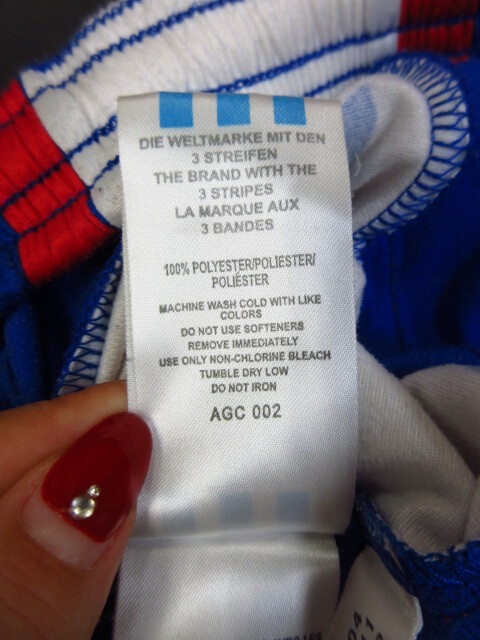 DIE WELTMARKE MIT DEN
3 STREIFEN
THE BRAND WITH THE
3 STRIPES
LA MARQUE AUX
3 BANDES
100% POLYESTER/POLIESTER/
POLIÉSTER
MACHINE WASH COLD WITH LIKE
COLORS
DO NOT USE SOFTENERS
REMOVE IMMEDIATELY
USE ONLY NON-CHLORINE BLEACH
TUMBLE DRY LOW
DO NOT IRON
AGC 002